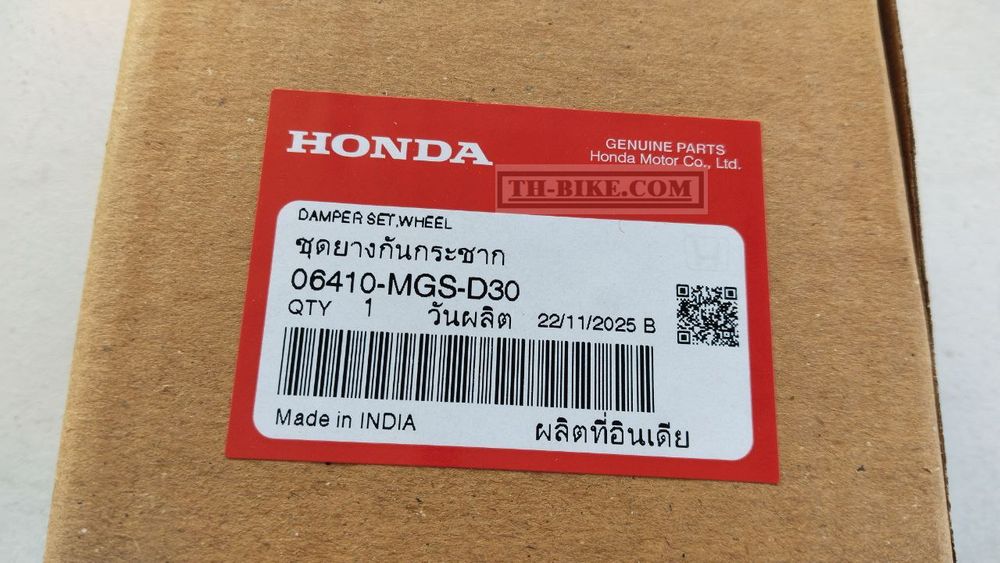 HONDA
GENUINE PARTS
Honda Motor Co., Ltd.
TH-BIKE.COM
DAMPER SET,WHEEL
ชุดยางกันกระชาก
06410-MGS-D30
QTY 1 วันผลิต 22/11/2025 B
Made in INDIA
ผลิตที่อินเดีย